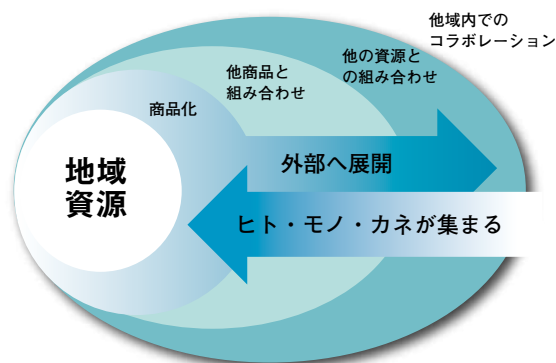 他域内での
コラボレーション
他の資源と
の組み合わせ
他商品と
組み合わせ
商品化
地域
資源
外部へ展開
ヒト・モノ・カネが集まる